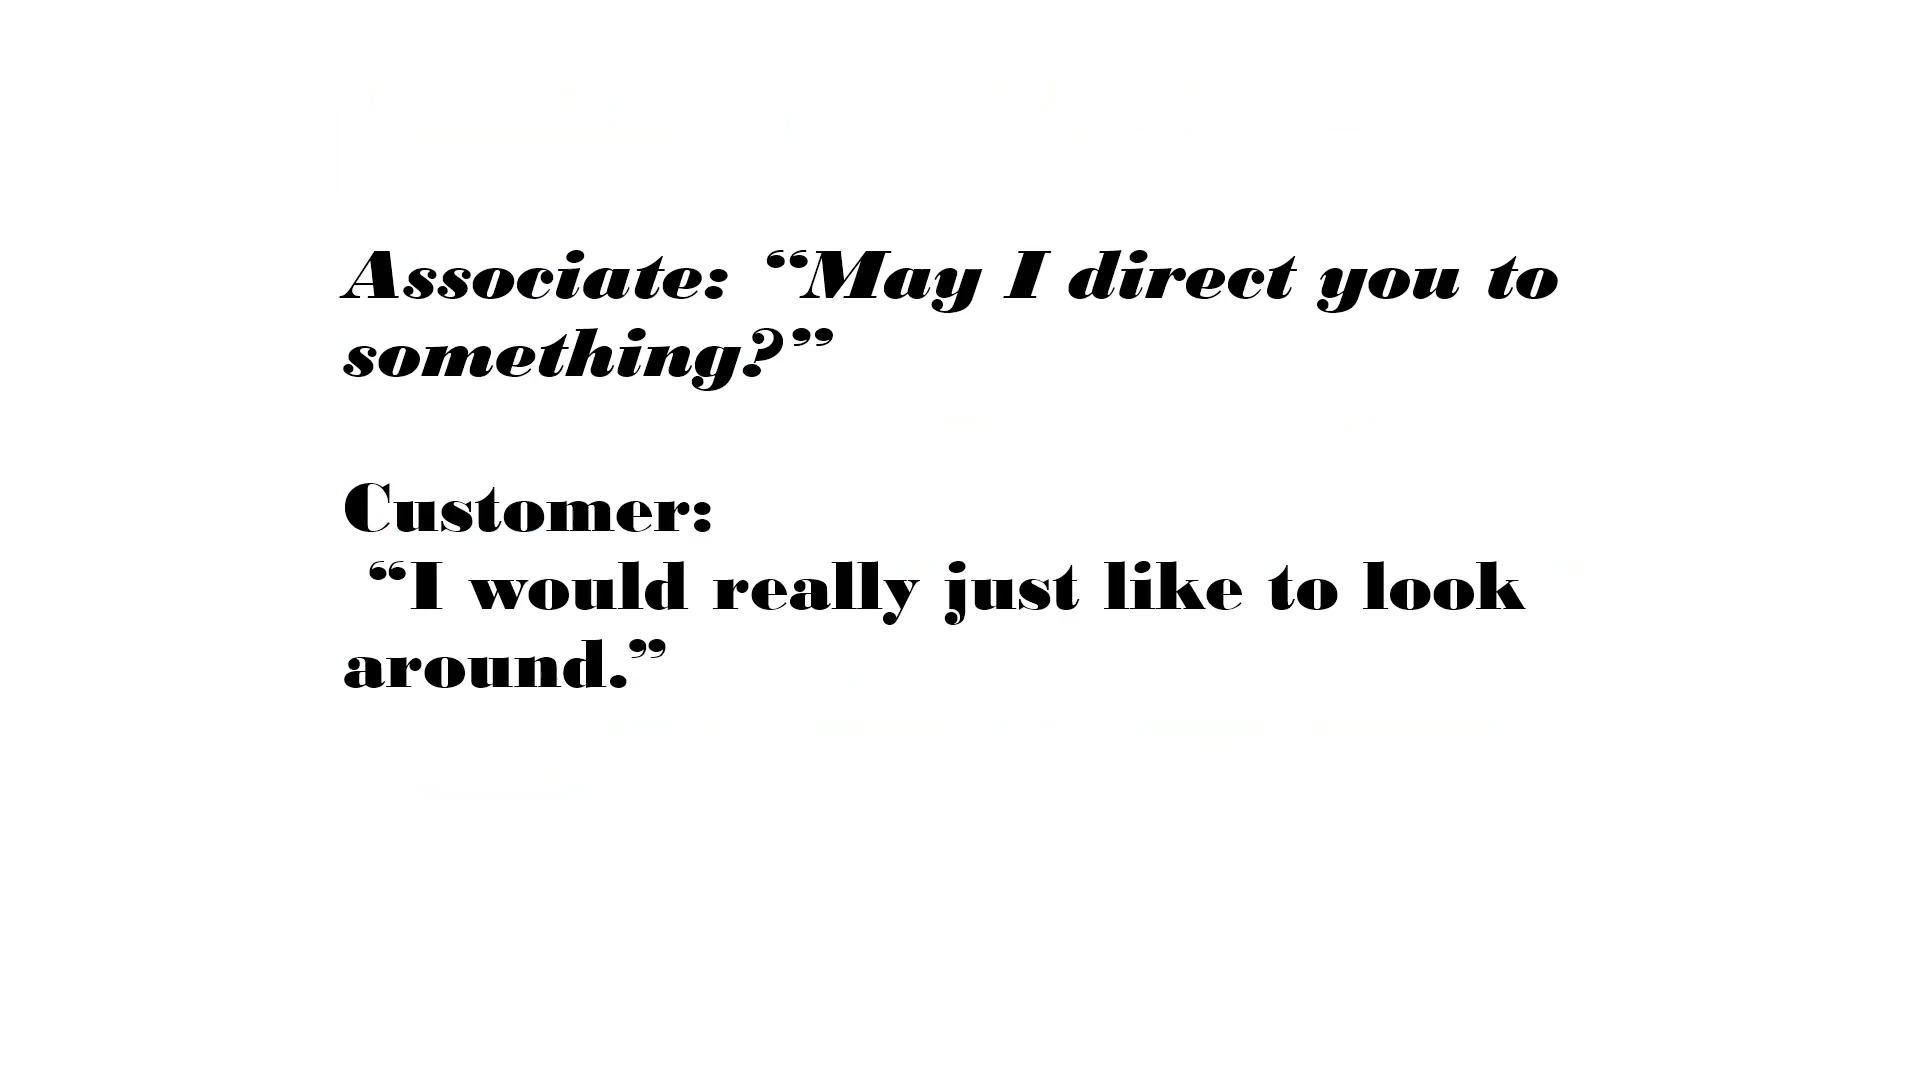 Associate: “May I direct you to
something?”
Customer:
“I would really just like to look
around.”